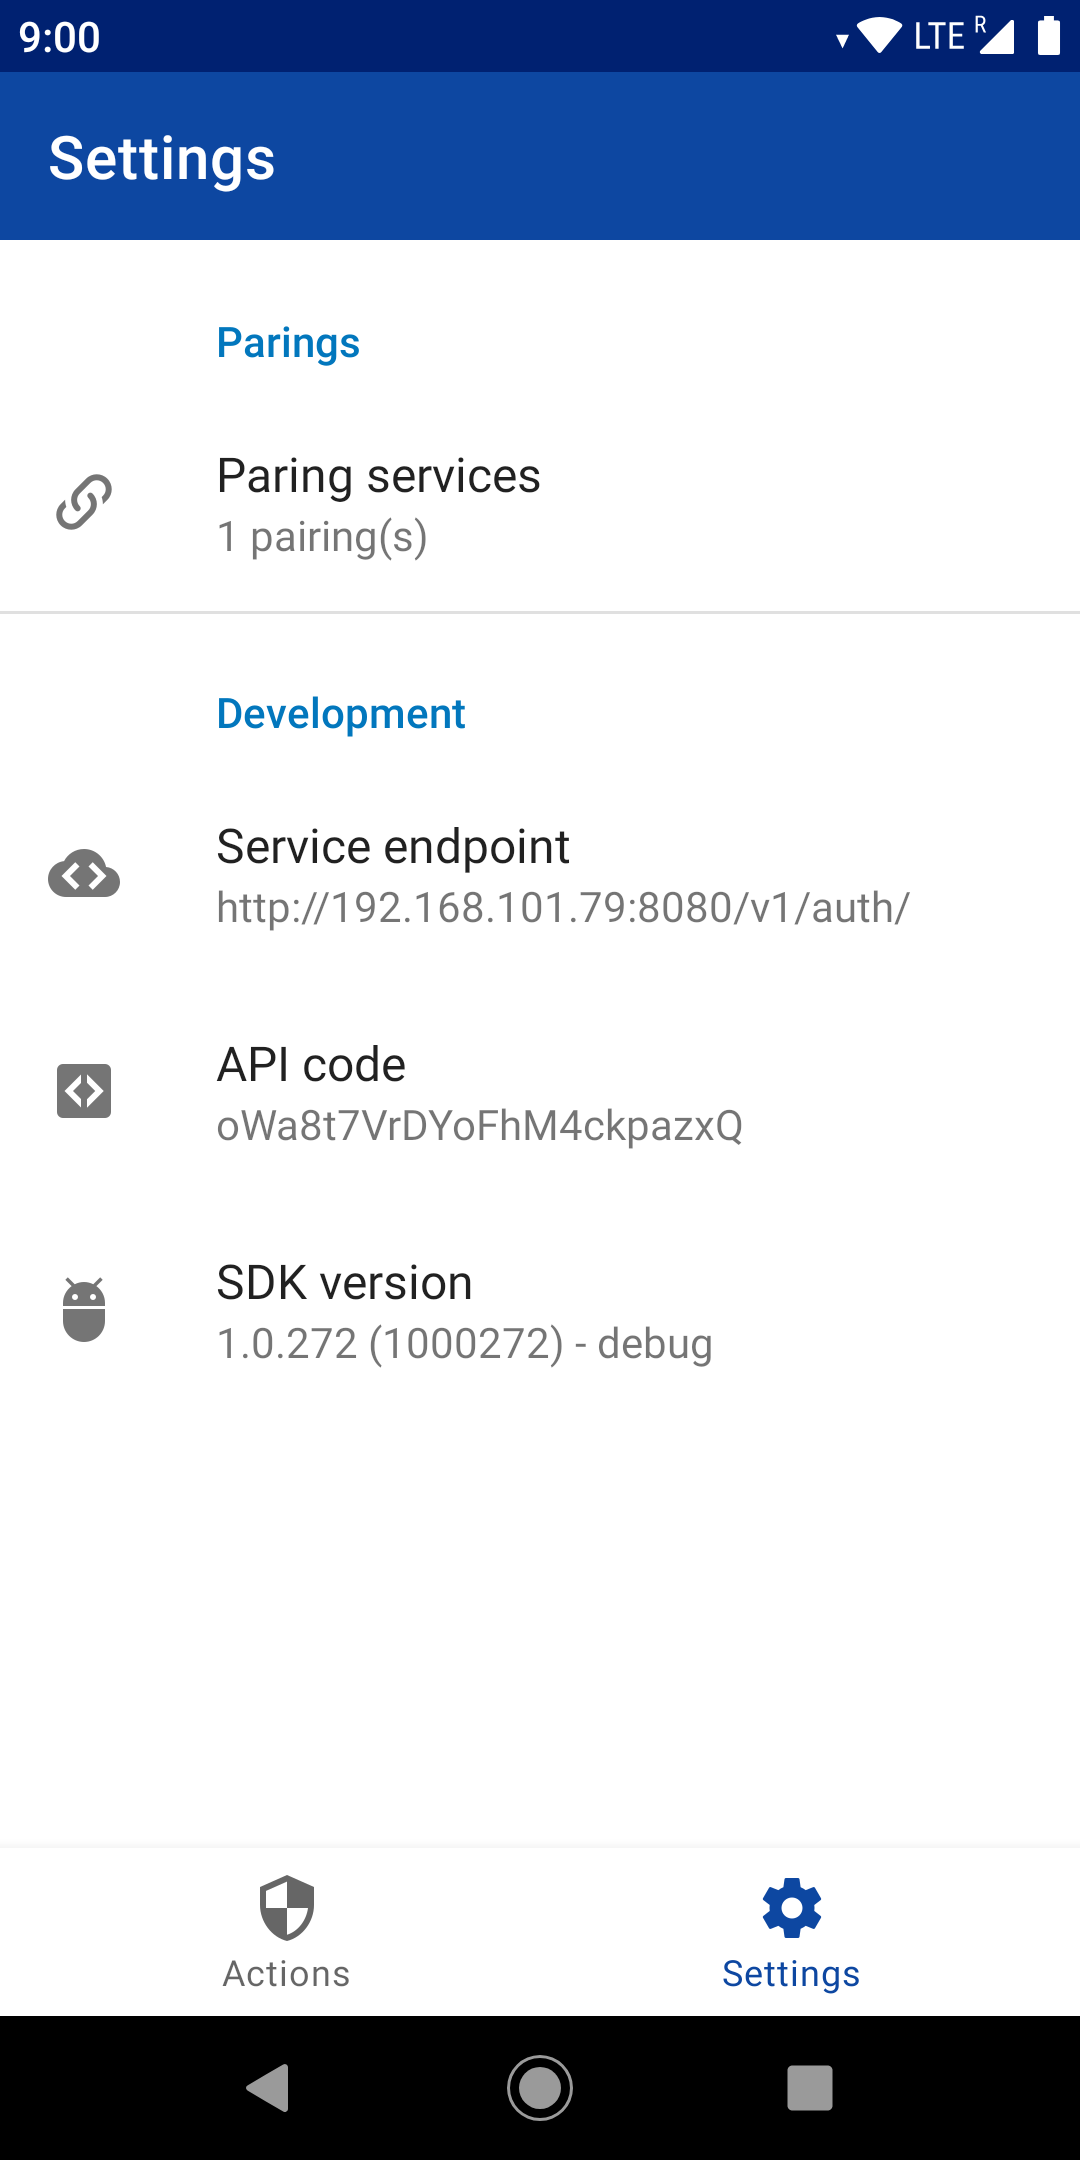 9:00
LTE R
Settings
Parings
Paring services
1 pairing(s)
Development
Service endpoint
http://192.168.101.79:8080/v1/auth/
API code
oWa8t7VrDYoFhM4ckpazxQ
SDK version
1.0.272 (1000272) - debug
Actions
Settings